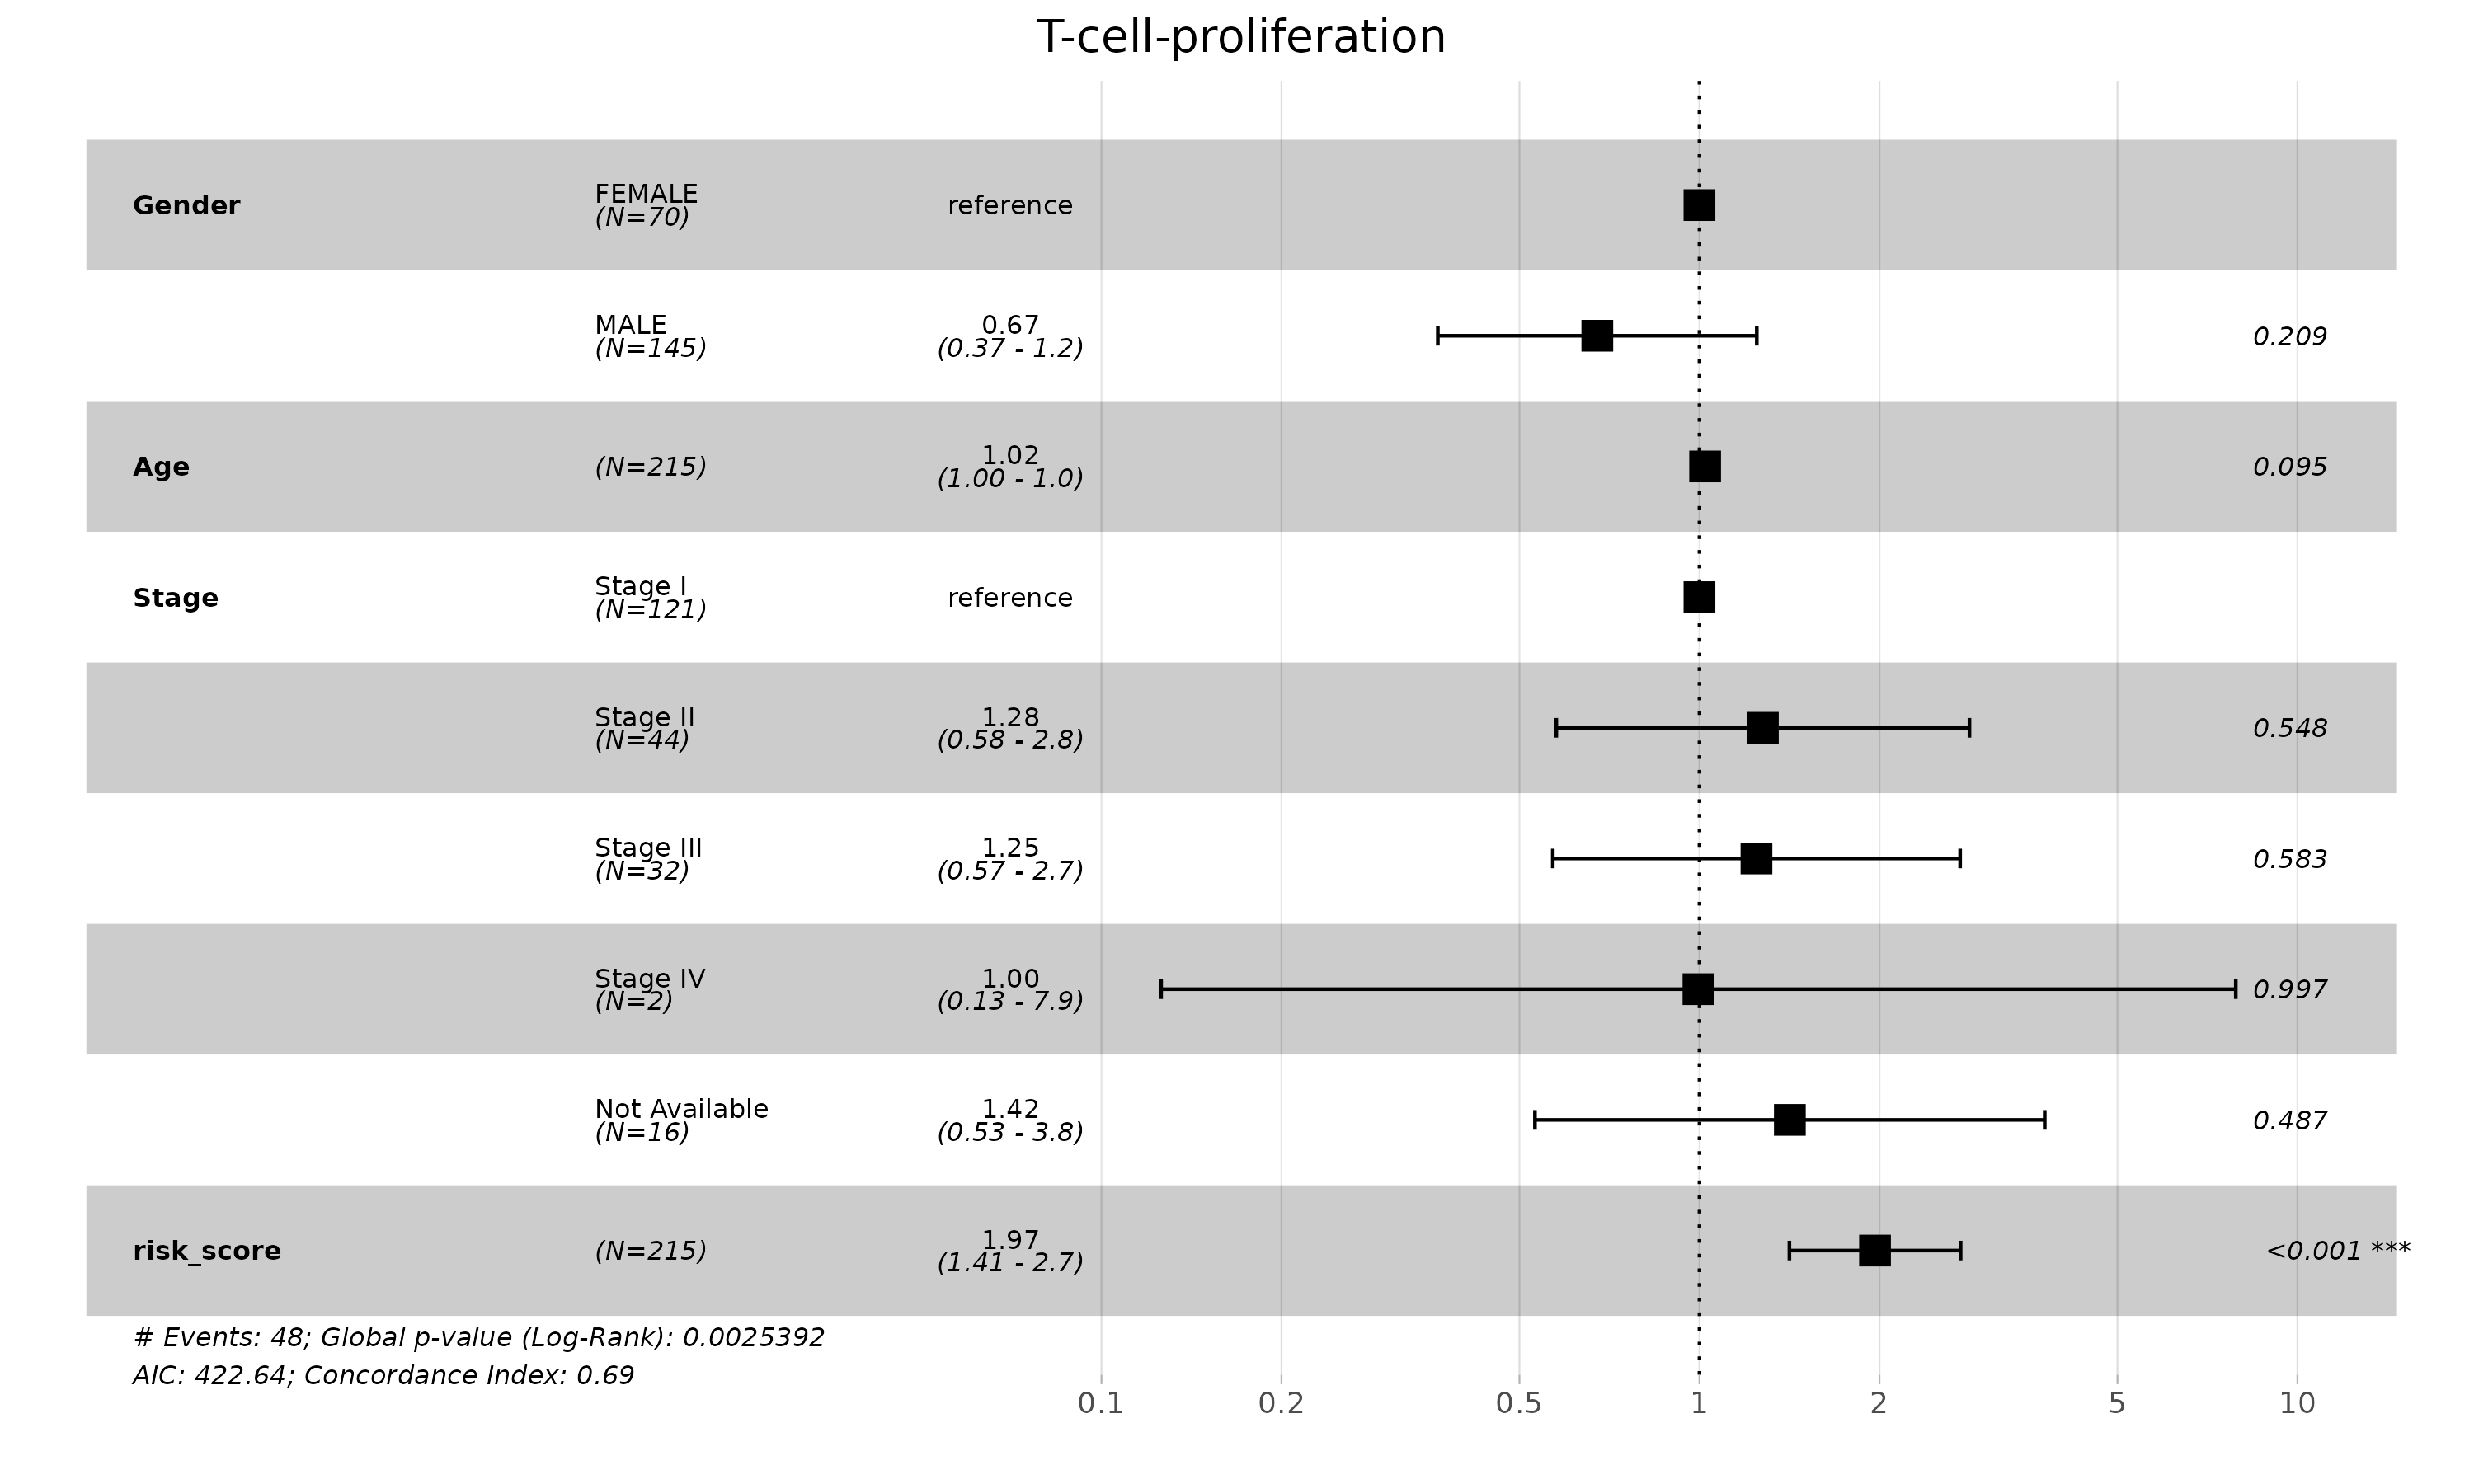 T-cell-proliferation
Gender FEMALE reference
(N=70)
MALE 0.67 0.209
(N=145) (0.37 - 1.2)
Age (N=215) 1.02 0.095
(1.00 - 1.0)
Stage Stage I reference
(N=121)
Stage II 1.28 0.548
(N=44) (0.58 - 2.8)
Stage III 1.25 0.583
(N=32) (0.57 - 2.7)
Stage IV 1.00 0.997
(N=2) (0.13 - 7.9)
Not Available 1.42 0.487
(N=16) (0.53 - 3.8)
risk_score (N=215) 1.97 <0.001 ***
(1.41 - 2.7)
# Events: 48; Global p-value (Log-Rank): 0.0025392
AIC: 422.64; Concordance Index: 0.69
0.1 0.2 0.5 1 2 5 10